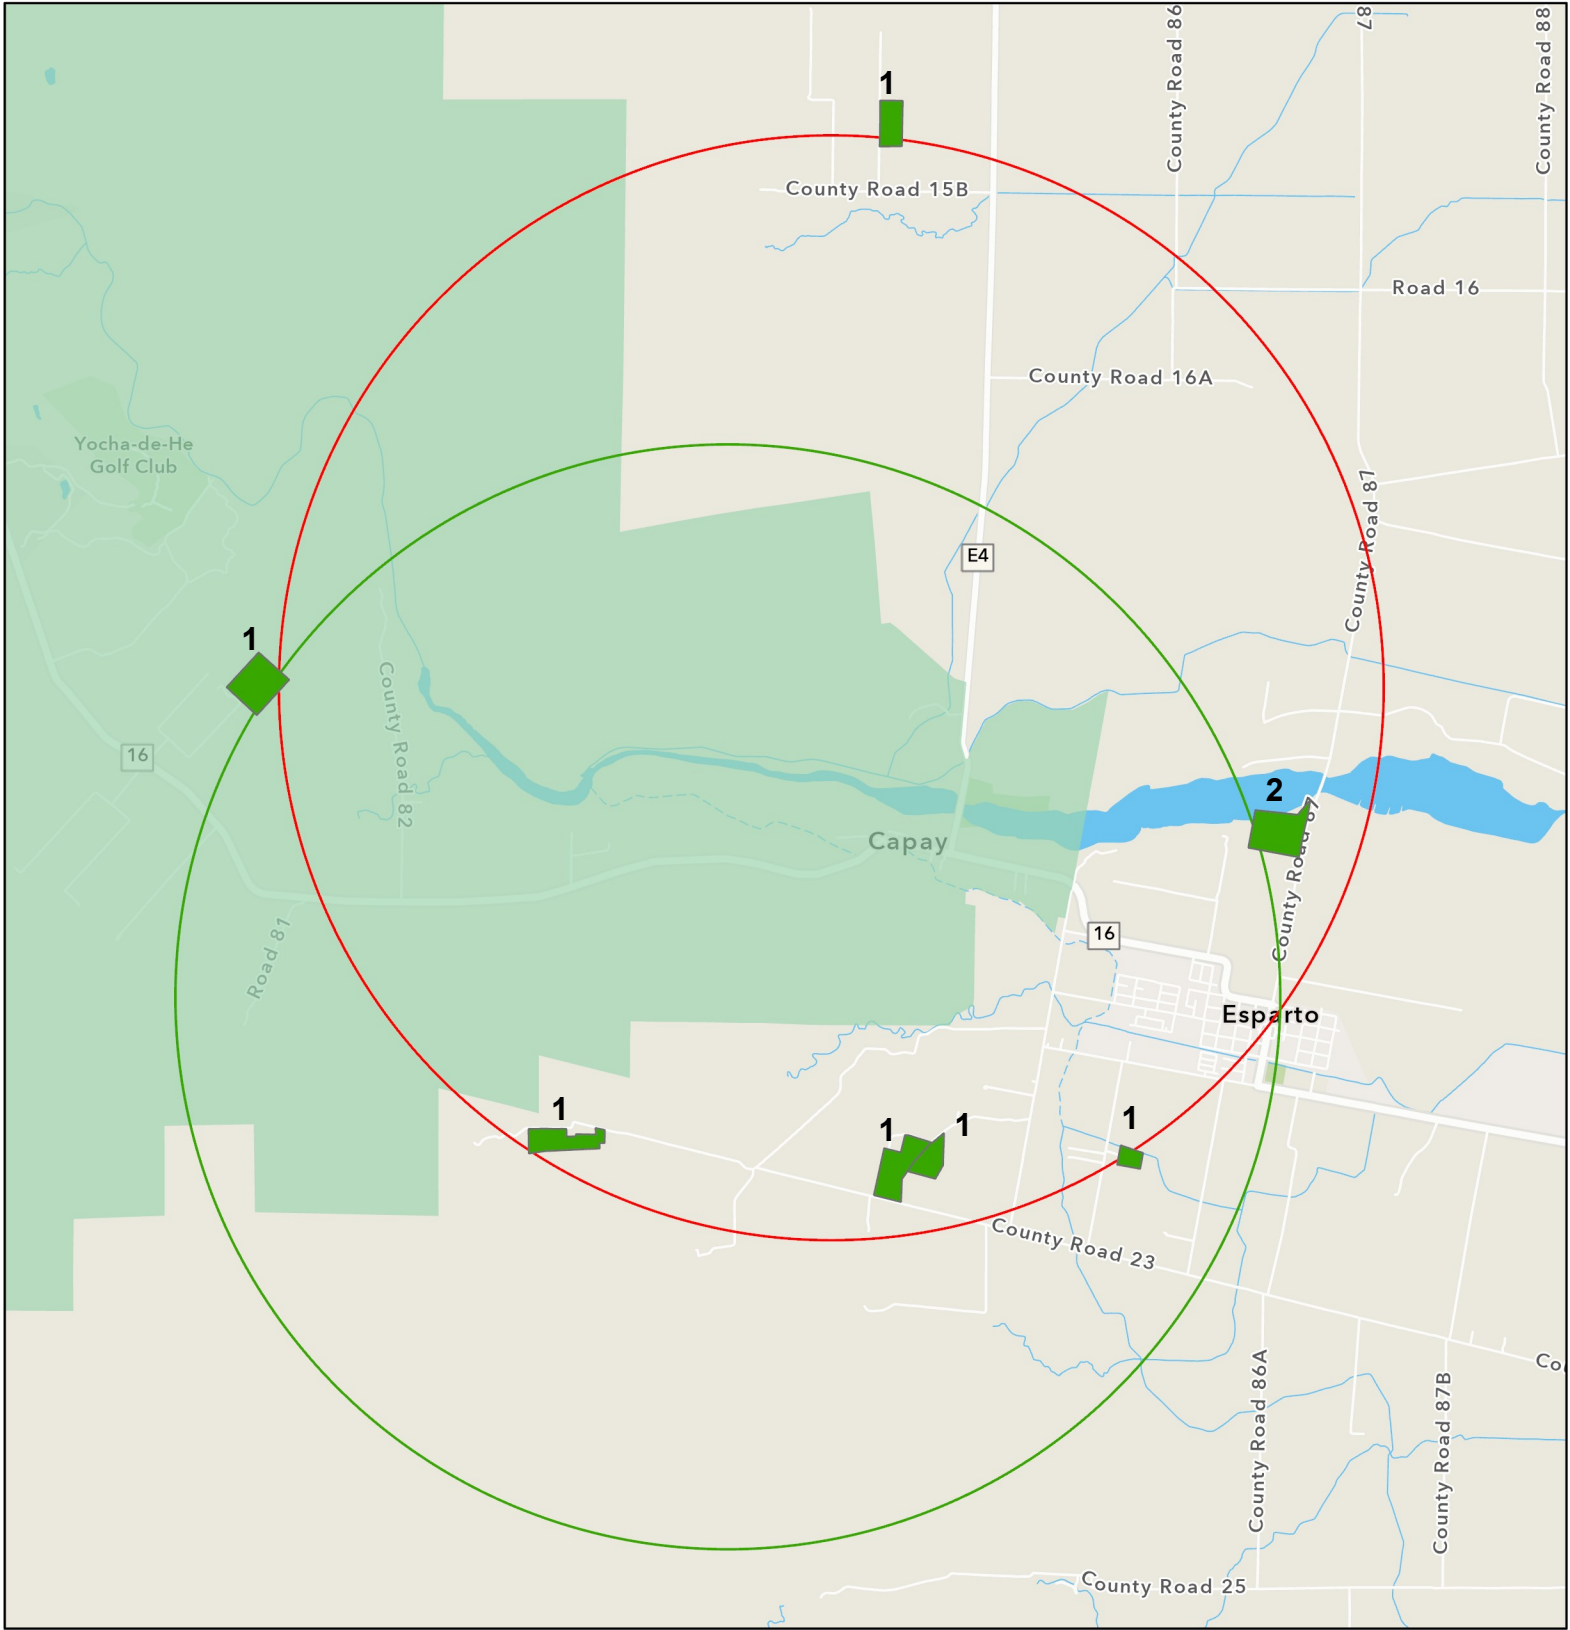 County Road 86
87
County Road 88
1
County Road 15B
Road 16
County Road 16A
Yocha-de-He
Golf Club
County Road 87
E4
1
County Road 82
16
2
Capay
County Road 87
16
Road 81
Esparto
1
1
1
1
County Road 23
Co
County Road 86A
County Road 87B
County Road 25